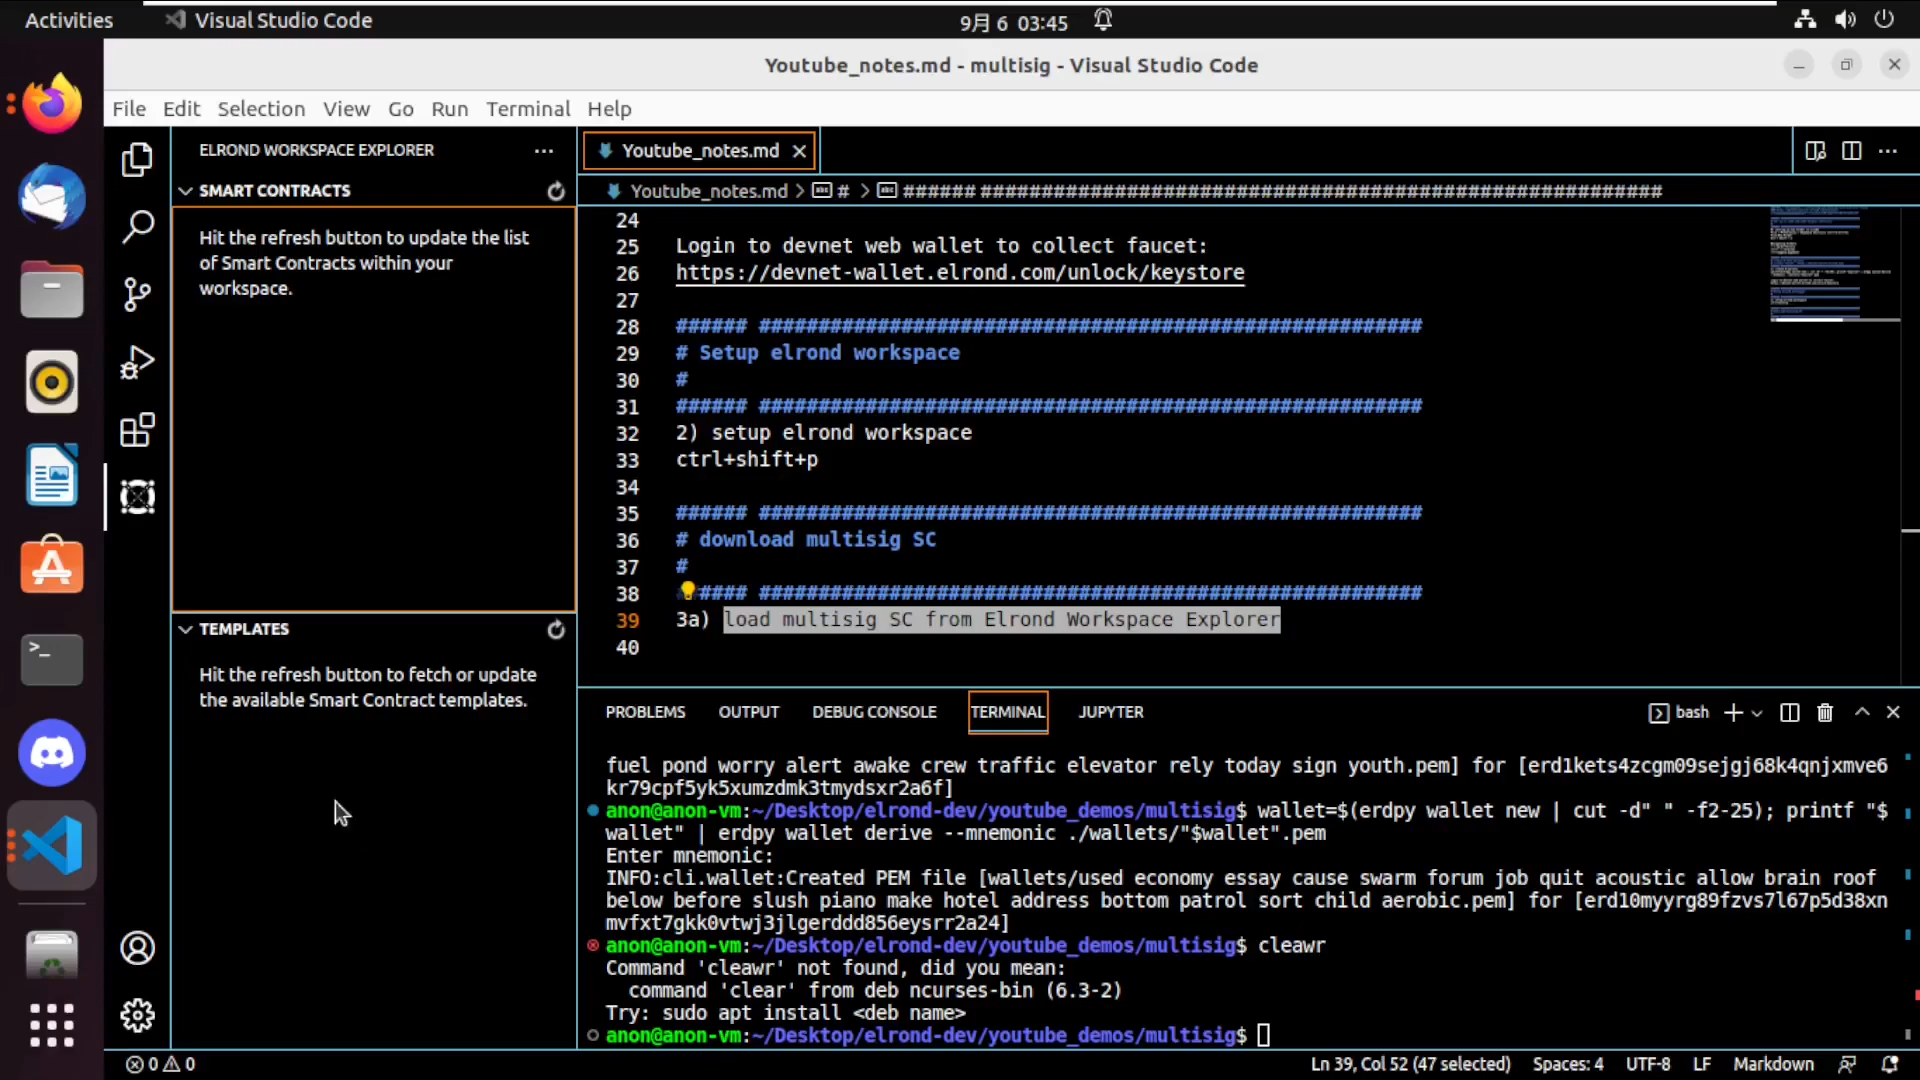 Activities
Visual Studio Code
9月 6 03:45
Youtube_notes.md - multisig - Visual Studio Code
File Edit Selection View Go Run Terminal Help
ELROND WORKSPACE EXPLORER
SMART CONTRACTS
Hit the refresh button to update the list
of Smart Contracts within your
workspace.
TEMPLATES
Hit the refresh button to fetch or update
the available Smart Contract templates.
Youtube_notes.md
Youtube_notes.md > # > ###### ########################################################
24
25 Login to devnet web wallet to collect faucet:
26 https://devnet-wallet.elrond.com/unlock/keystore
27
28 ###### ########################################################
29 # Setup elrond workspace
30 #
31 ###### ########################################################
32 2) setup elrond workspace
33 ctrl+shift+p
34
35 ###### ########################################################
36 # download multisig SC
37 #
38 #### ########################################################
39 3a) load multisig SC from Elrond Workspace Explorer
40
PROBLEMS OUTPUT DEBUG CONSOLE TERMINAL JUPYTER
bash
fuel pond worry alert awake crew traffic elevator rely today sign youth.pem] for [erd1kets4zcgm09sejgj68k4qnjxmve6
kr79cpf5yk5xumzdmk3tmydsxr2a6f]
anon@anon-vm:~/Desktop/elrond-dev/youtube_demos/multisig$ wallet=$(erdpy wallet new | cut -d" " -f2-25); printf "$
wallet" | erdpy wallet derive --mnemonic ./wallets/"$wallet".pem
Enter mnemonic:
INFO:cli.wallet:Created PEM file [wallets/used economy essay cause swarm forum job quit acoustic allow brain roof
below before slush piano make hotel address bottom patrol sort child aerobic.pem] for [erd10myyrg89fzvs7l67p5d38xn
mvfxt7gkk0vtwj3jlgerddd856eysrr2a24]
anon@anon-vm:~/Desktop/elrond-dev/youtube_demos/multisig$ cleawr
Command 'cleawr' not found, did you mean:
command 'clear' from deb ncurses-bin (6.3-2)
Try: sudo apt install <deb name>
anon@anon-vm:~/Desktop/elrond-dev/youtube_demos/multisig$
0 0
Ln 39, Col 52 (47 selected) Spaces: 4 UTF-8 LF Markdown